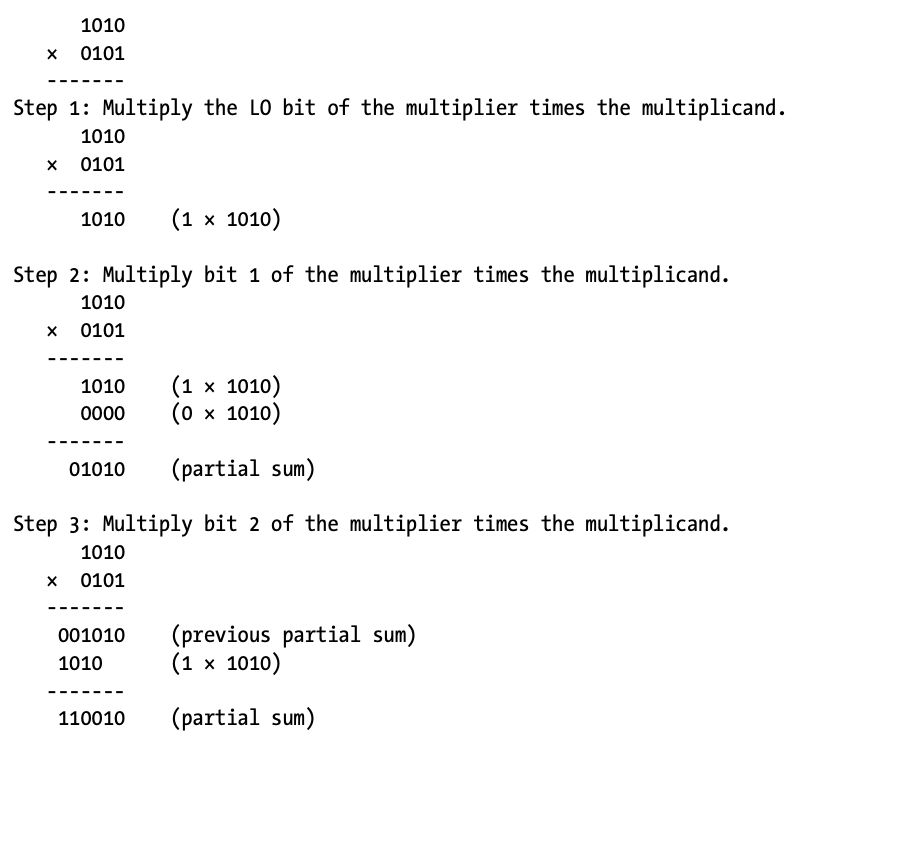 1010
   ×  0101
   -------
Step 1: Multiply the LO bit of the multiplier times the multiplicand.
      1010
   ×  0101
   -------
      1010    (1 × 1010)
Step 2: Multiply bit 1 of the multiplier times the multiplicand.
      1010
   ×  0101
   -------
      1010    (1 × 1010)
      0000    (0 × 1010)
   -------
     01010    (partial sum)
Step 3: Multiply bit 2 of the multiplier times the multiplicand.
      1010
   ×  0101
   -------
    001010    (previous partial sum)
    1010      (1 × 1010)
   -------
    110010    (partial sum)